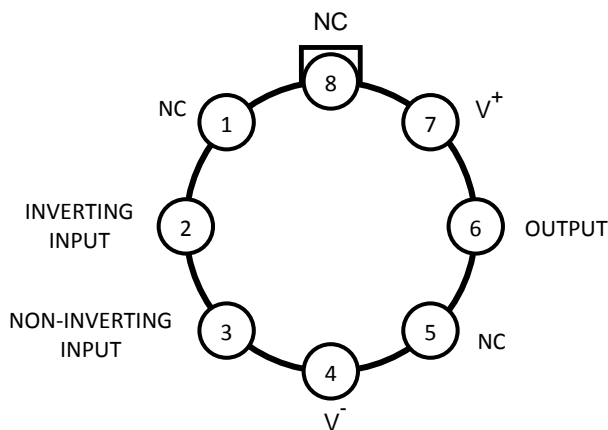 NC
8
NC
1
7
V+
INVERTING
INPUT
2
6
OUTPUT
NON-INVERTING
INPUT
3
5
NC
4
V-